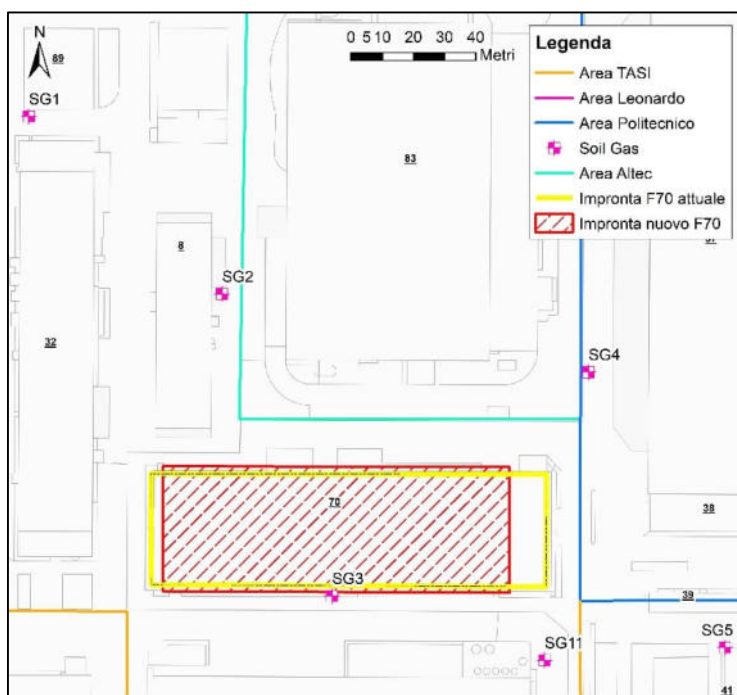 N
89
SG1
0 5 10 20 30 40
Metri
Legenda
Area TASI
Area Leonardo
Area Politecnico
Soil Gas
Area Altec
Impronta F70 attuale
Impronta nuovo F70
83
8
SG2
32
SG4
70
38
SG3
39
SG11
SG5
41